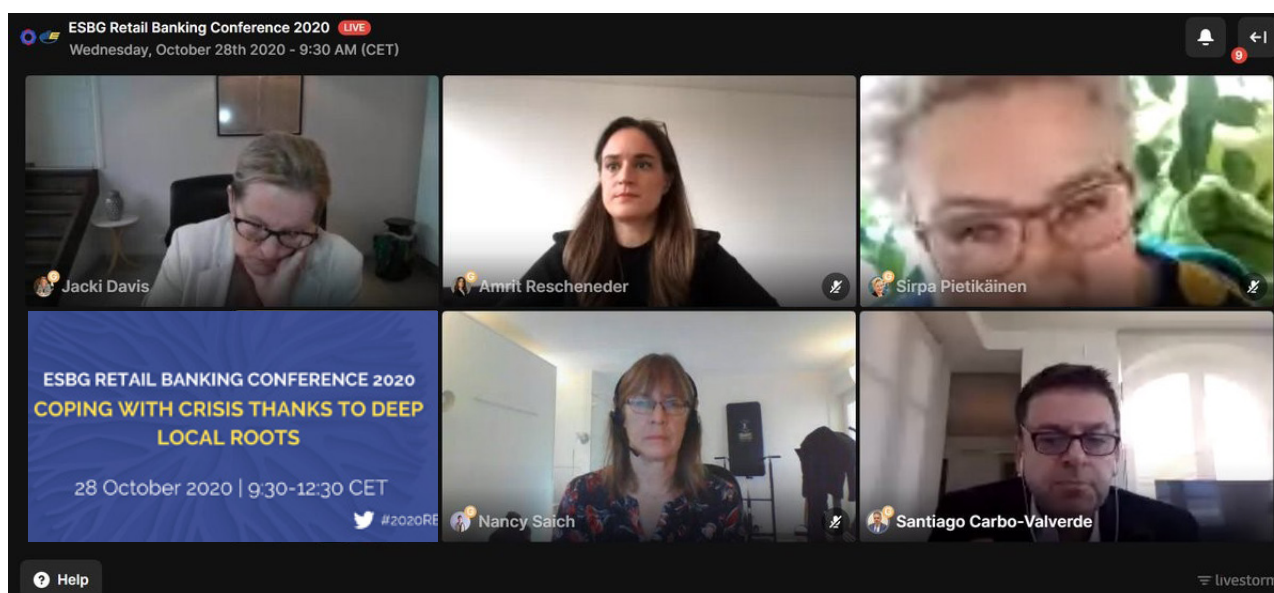 ESBG Retail Banking Conference 2020 LIVE
Wednesday, October 28th 2020 - 9:30 AM (CET)
9
Jacki Davis
G
Amrit Rescheneder
G
Sirpa Pietikäinen
G
ESBG RETAIL BANKING CONFERENCE 2020
COPING WITH CRISIS THANKS TO DEEP
LOCAL ROOTS
28 October 2020 | 9:30-12:30 CET
#2020RE
Nancy Saich
G
Santiago Carbo-Valverde
G
? Help
livestorm